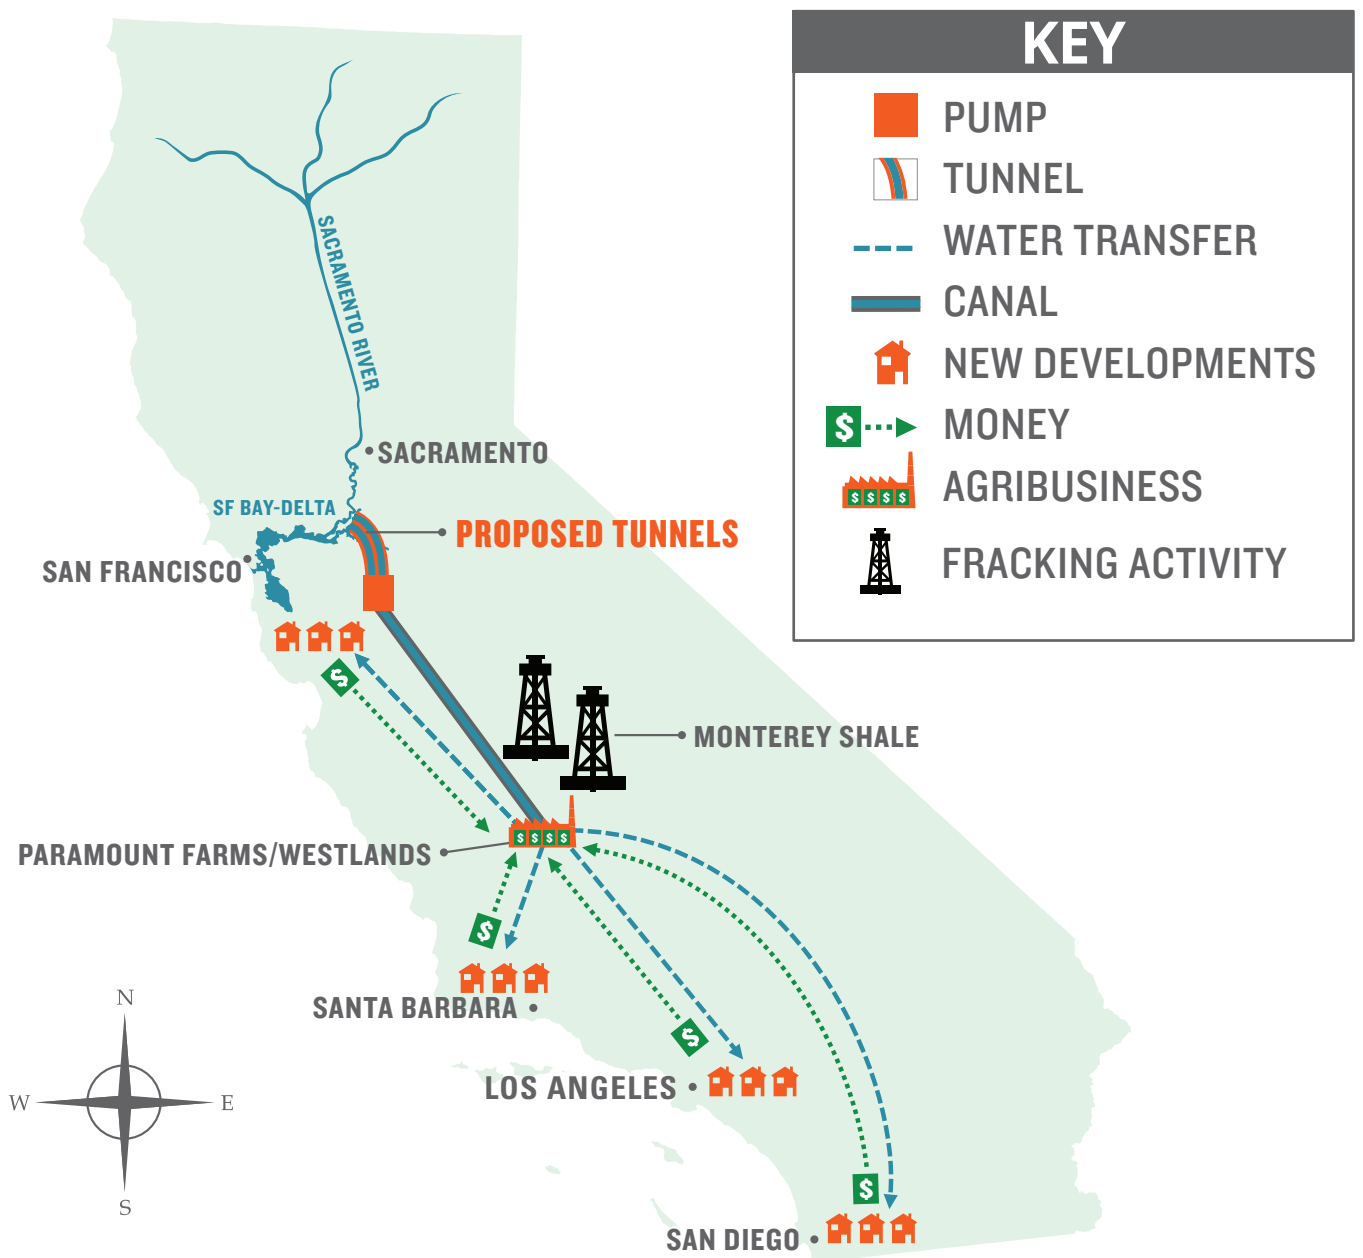 KEY
PUMP
TUNNEL
WATER TRANSFER
CANAL
NEW DEVELOPMENTS
$ MONEY
$ $ $ $ AGRIBUSINESS
FRACKING ACTIVITY
SACRAMENTO RIVER
SACRAMENTO
SF BAY-DELTA
PROPOSED TUNNELS
SAN FRANCISCO
$
MONTEREY SHALE
$ $ $ $
PARAMOUNT FARMS/WESTLANDS
$
SANTA BARBARA
$
LOS ANGELES
$
SAN DIEGO
N
W E
S